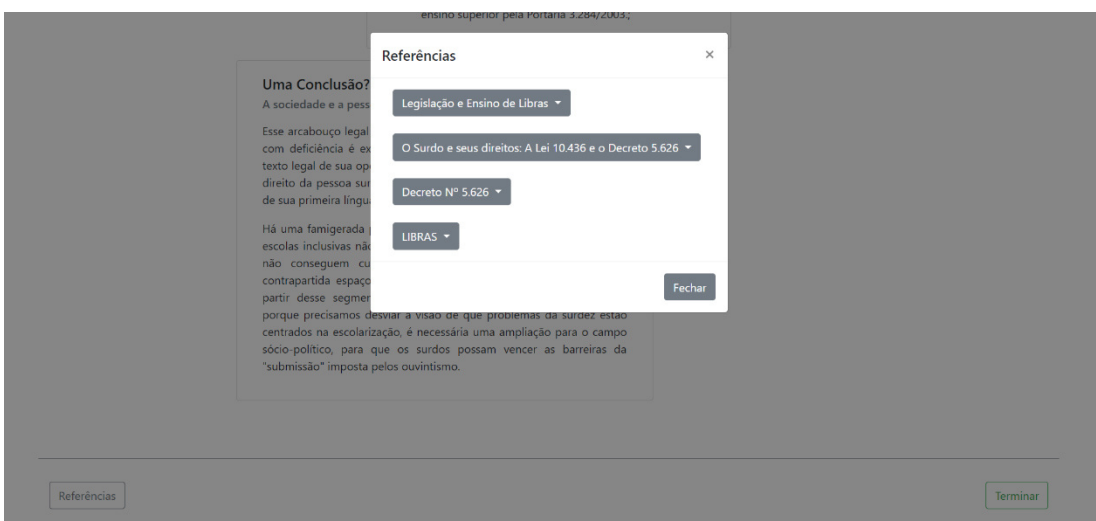 ensino superior pela Portaria 3.284/2003.;
Referências
×
Legislação e Ensino de Libras
O Surdo e seus direitos: A Lei 10.436 e o Decreto 5.626
Decreto Nº 5.626
LIBRAS
Fechar
Uma Conclusão?
A sociedade e a pess
Esse arcabouço legal
com deficiência é ex
texto legal de sua op
direito da pessoa sur
de sua primeira língu
Há uma famigerada
escolas inclusivas nã
não conseguem cu
contrapartida espaço
partir desse segmer
porque precisamos desviar a visão de que problemas da surdez estão
centrados na escolarização, é necessária uma ampliação para o campo
sócio-político, para que os surdos possam vencer as barreiras da
"submissão" imposta pelos ouvintismo.
Referências
Terminar